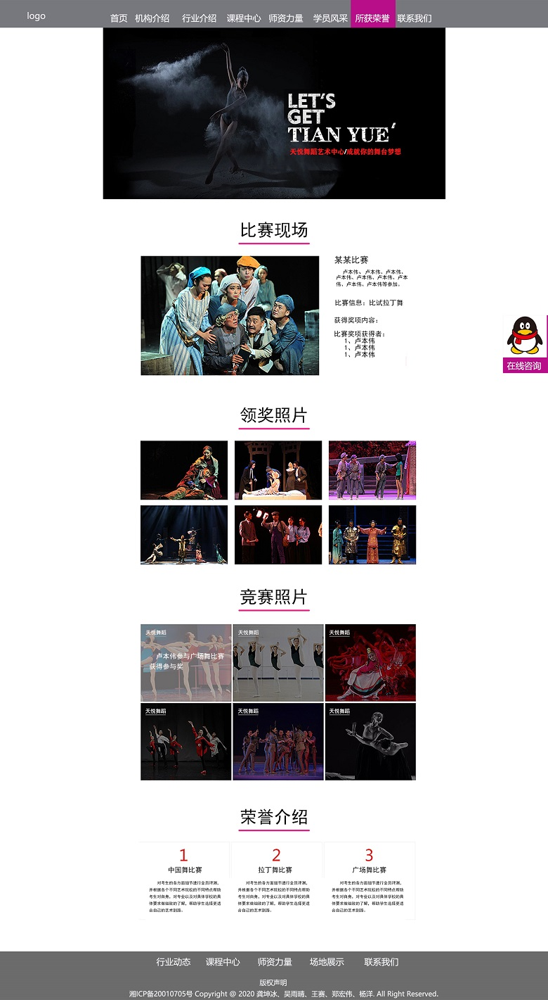 logo
首页 机构介绍 行业介绍 课程中心 师资力量 学员风采 所获荣誉 联系我们
LET'S
GET
TIAN YUE'
天悦舞蹈艺术中心/成就你的舞台梦想
比赛现场
某某比赛
卢本伟、卢本伟、卢本伟、
卢本伟、卢本伟、卢本伟、卢本
伟、卢本伟、卢本伟等参加。
比赛信息：比试拉丁舞
获得奖项内容：
比赛奖项获得者：
1、卢本伟
1、卢本伟
1、卢本伟
在线咨询
领奖照片
竞赛照片
天悦舞蹈 天悦舞蹈 天悦舞蹈
卢本伟参与广场舞比赛
获得参与奖
天悦舞蹈 天悦舞蹈 天悦舞蹈
荣誉介绍
1
中国舞比赛
对考生的各方面细节进行全员评测，
并根据各个不同艺术院校的不同特点帮助
考生对自身，对专业以及对具体学校的具
体要求做细致的了解，帮助学生选择更适
合自己的艺术到路。
2
拉丁舞比赛
对考生的各方面细节进行全员评测，
并根据各个不同艺术院校的不同特点帮助
考生对自身，对专业以及对具体学校的具
体要求做细致的了解，帮助学生选择更适
合自己的艺术到路。
3
广场舞比赛
对考生的各方面细节进行全员评测，
并根据各个不同艺术院校的不同特点帮助
考生对自身，对专业以及对具体学校的具
体要求做细致的了解，帮助学生选择更适
合自己的艺术到路。
行业动态 课程中心 师资力量 场地展示 联系我们
版权声明
湘ICP备20010705号 Copyright @ 2020 龚坤冰、吴雨晴、王赛、郑宏伟、杨洋. All Right Reserved.